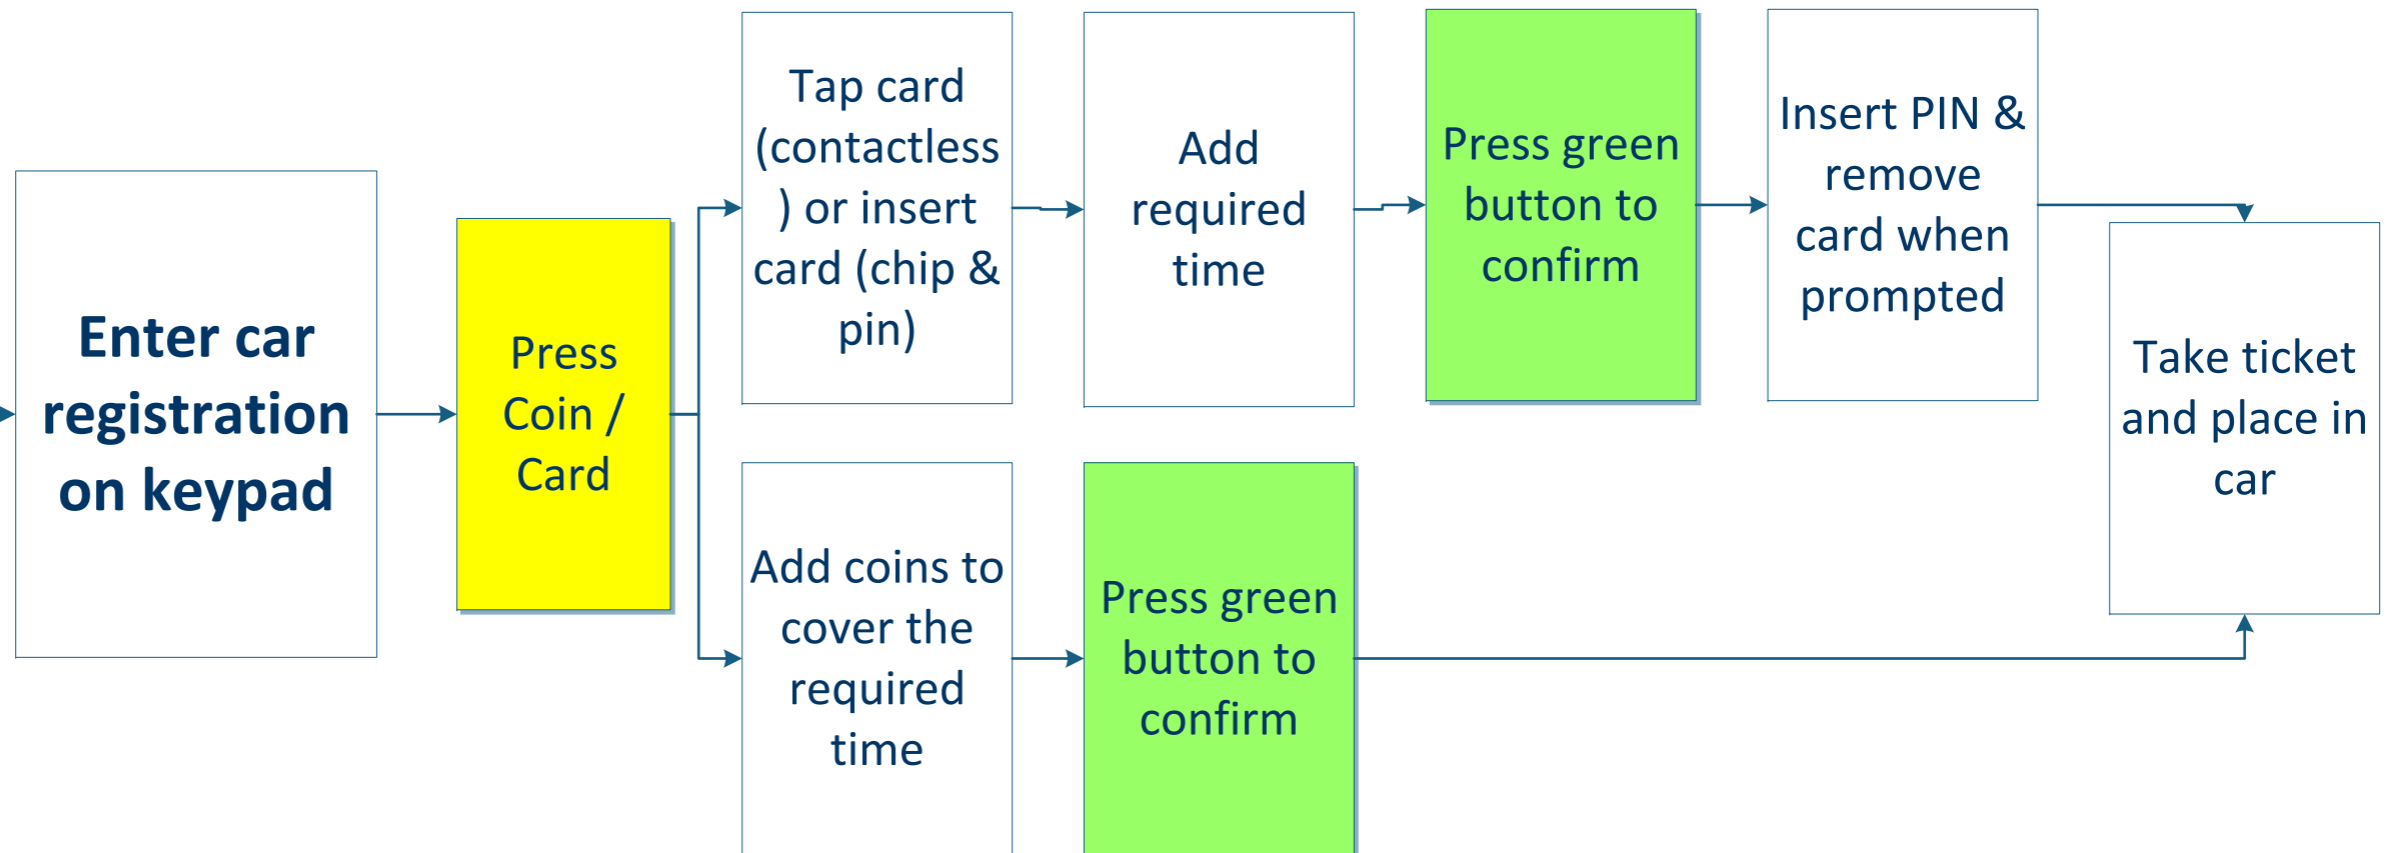 Enter car
registration
on keypad
Press
Coin /
Card
Tap card
(contactless
) or insert
card (chip &
pin)
Add
required
time
Press green
button to
confirm
Insert PIN &
remove
card when
prompted
Take ticket
and place in
car
Add coins to
cover the
required
time
Press green
button to
confirm